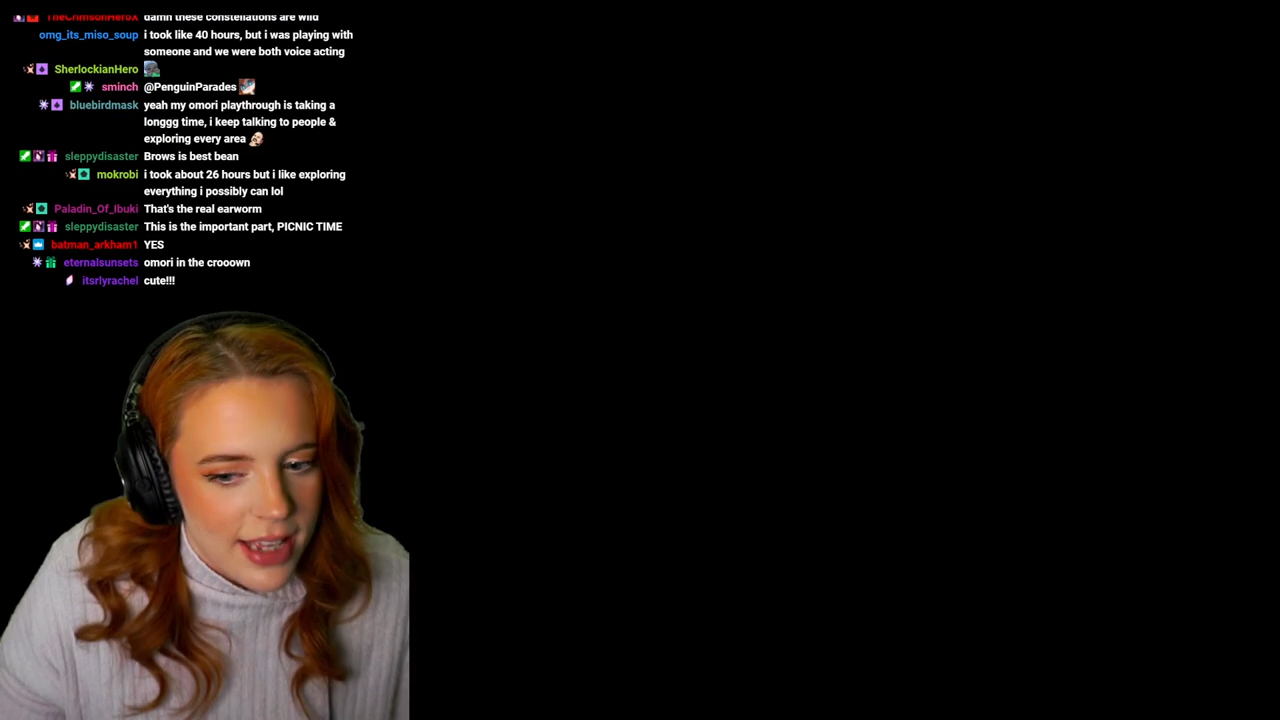 TheCrimsonHeroX damn these constellations are wild
omg_its_miso_soup i took like 40 hours, but i was playing with
someone and we were both voice acting
SherlockianHero
sminch @PenguinParades
bluebirdmask yeah my omori playthrough is taking a
longgg time, i keep talking to people &
exploring every area
sleppydisaster Brows is best bean
mokrobi i took about 26 hours but i like exploring
everything i possibly can lol
Paladin_Of_Ibuki That's the real earworm
sleppydisaster This is the important part, PICNIC TIME
batman_arkham1 YES
eternalsunsets omori in the crooown
itsrlyrachel cute!!!